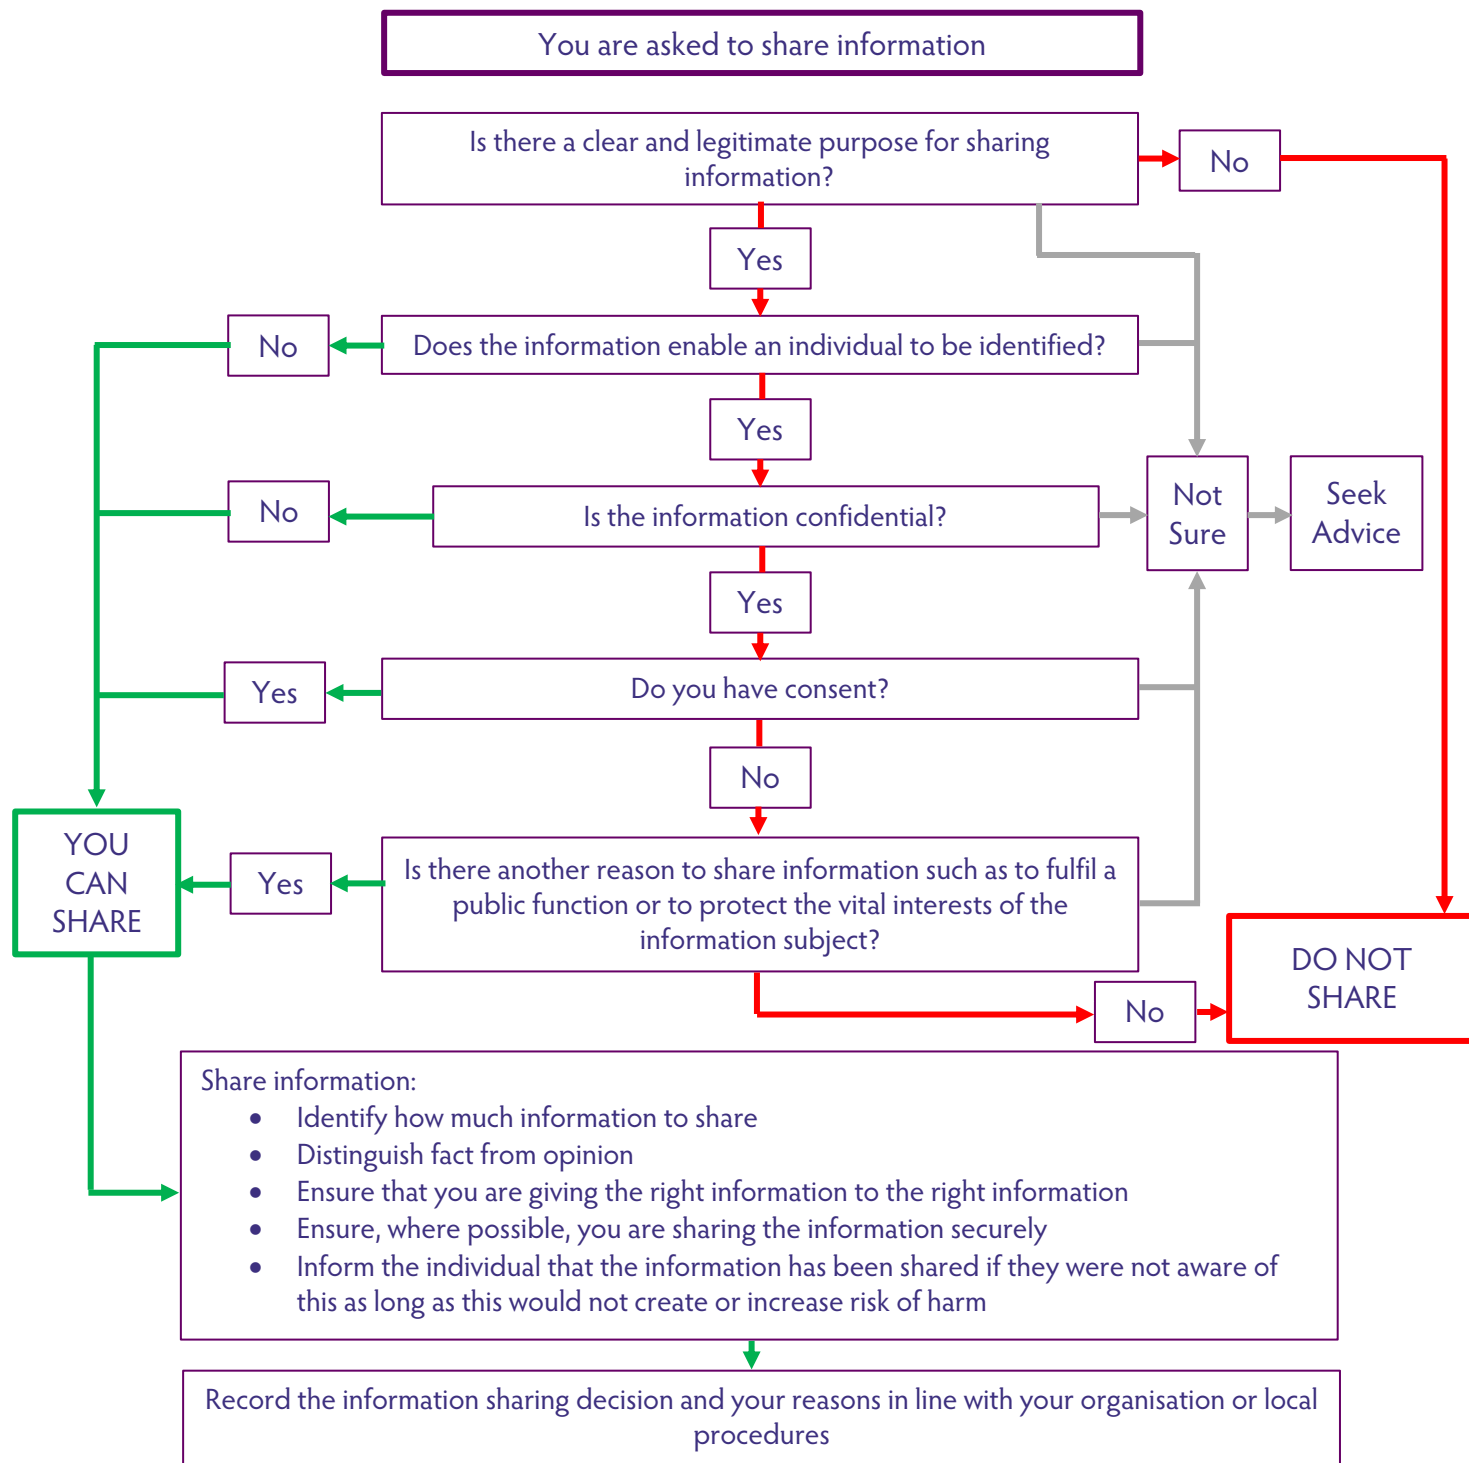 You are asked to share information
Is there a clear and legitimate purpose for sharing
information?
No
Yes
No
Does the information enable an individual to be identified?
Yes
No
Is the information confidential?
Not
Sure
Seek
Advice
Yes
Yes
Do you have consent?
No
YOU
CAN
SHARE
Yes
Is there another reason to share information such as to fulfil a
public function or to protect the vital interests of the
information subject?
No
DO NOT
SHARE
Share information:
• Identify how much information to share
• Distinguish fact from opinion
• Ensure that you are giving the right information to the right information
• Ensure, where possible, you are sharing the information securely
• Inform the individual that the information has been shared if they were not aware of
this as long as this would not create or increase risk of harm
Record the information sharing decision and your reasons in line with your organisation or local
procedures